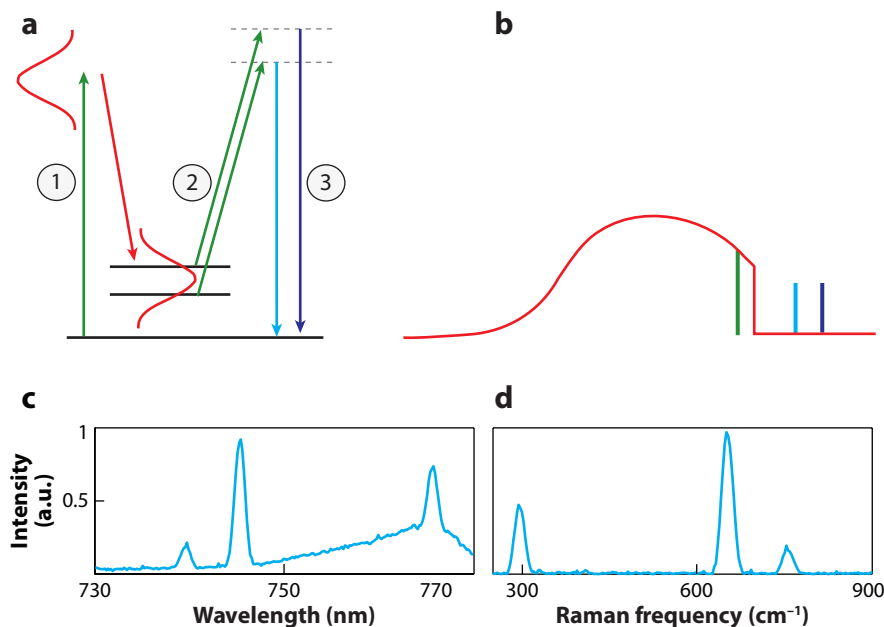 a
b
1
2
3
c
d
1
0.5
Intensity
(a.u.)
730
750
770
300
600
900
Wavelength (nm)
Raman frequency (cm⁻¹)